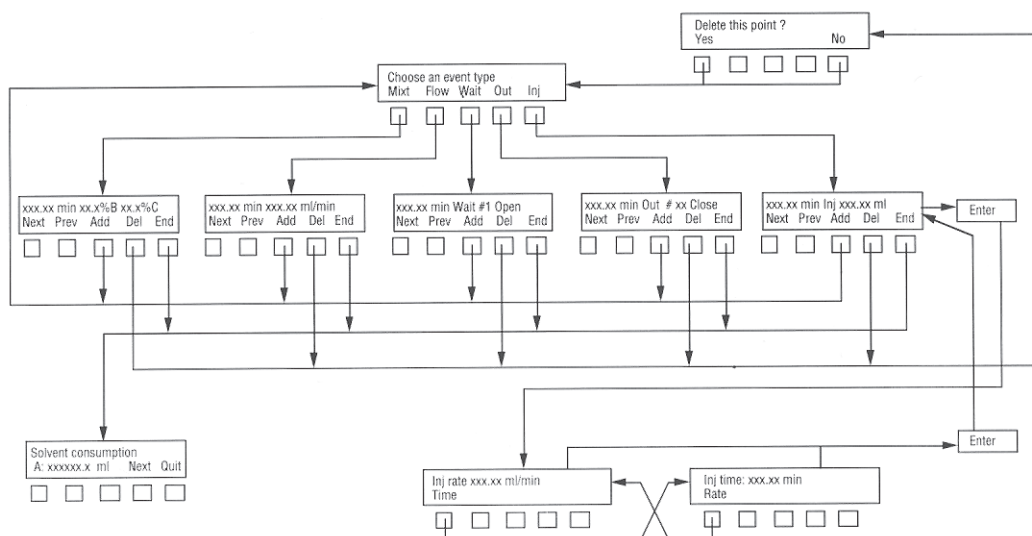 Delete this point ?
Yes No
Choose an event type
Mixt Flow Wait Out Inj
xxx.xx min xx.x%B xx.x%C
Next Prev Add Del End
xxx.xx min xxx.xx ml/min
Next Prev Add Del End
xxx.xx min Wait #1 Open
Next Prev Add Del End
xxx.xx min Out # xx Close
Next Prev Add Del End
xxx.xx min Inj xxx.xx ml
Next Prev Add Del End
Enter
Enter
Solvent consumption
A: xxxxxx.x ml Next Quit
Inj rate xxx.xx ml/min
Time
Inj time: xxx.xx min
Rate